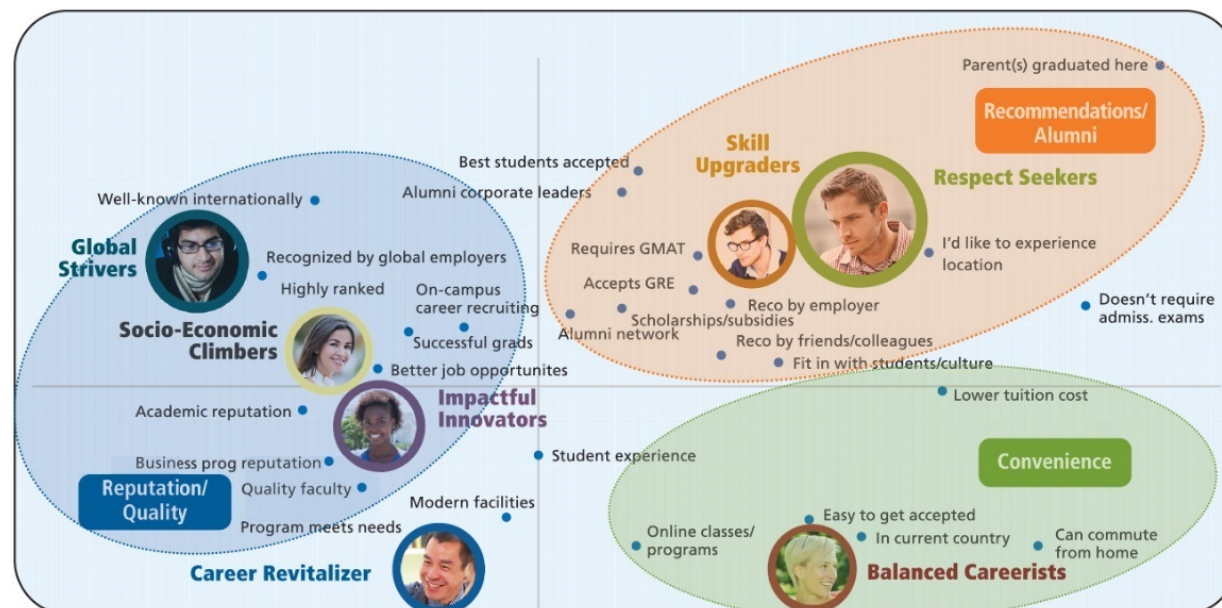 Parent(s) graduated here
Recommendations/
Alumni
Skill
Upgraders
Best students accepted
Respect Seekers
Alumni corporate leaders
Well-known internationally
Global
Strivers
Requires GMAT
I'd like to experience
location
Recognized by global employers
Highly ranked
On-campus
career recruiting
Accepts GRE
Reco by employer
Doesn't require
admiss. exams
Scholarships/subsidies
Socio-Economic
Climbers
Successful grads
Alumni network
Reco by friends/colleagues
Fit in with students/culture
Better job opportunites
Impactful
Innovators
Academic reputation
Lower tuition cost
Business prog reputation
Student experience
Convenience
Reputation/
Quality
Quality faculty
Modern facilities
Program meets needs
Easy to get accepted
Online classes/
programs
In current country
Can commute
from home
Career Revitalizer
Balanced Careerists